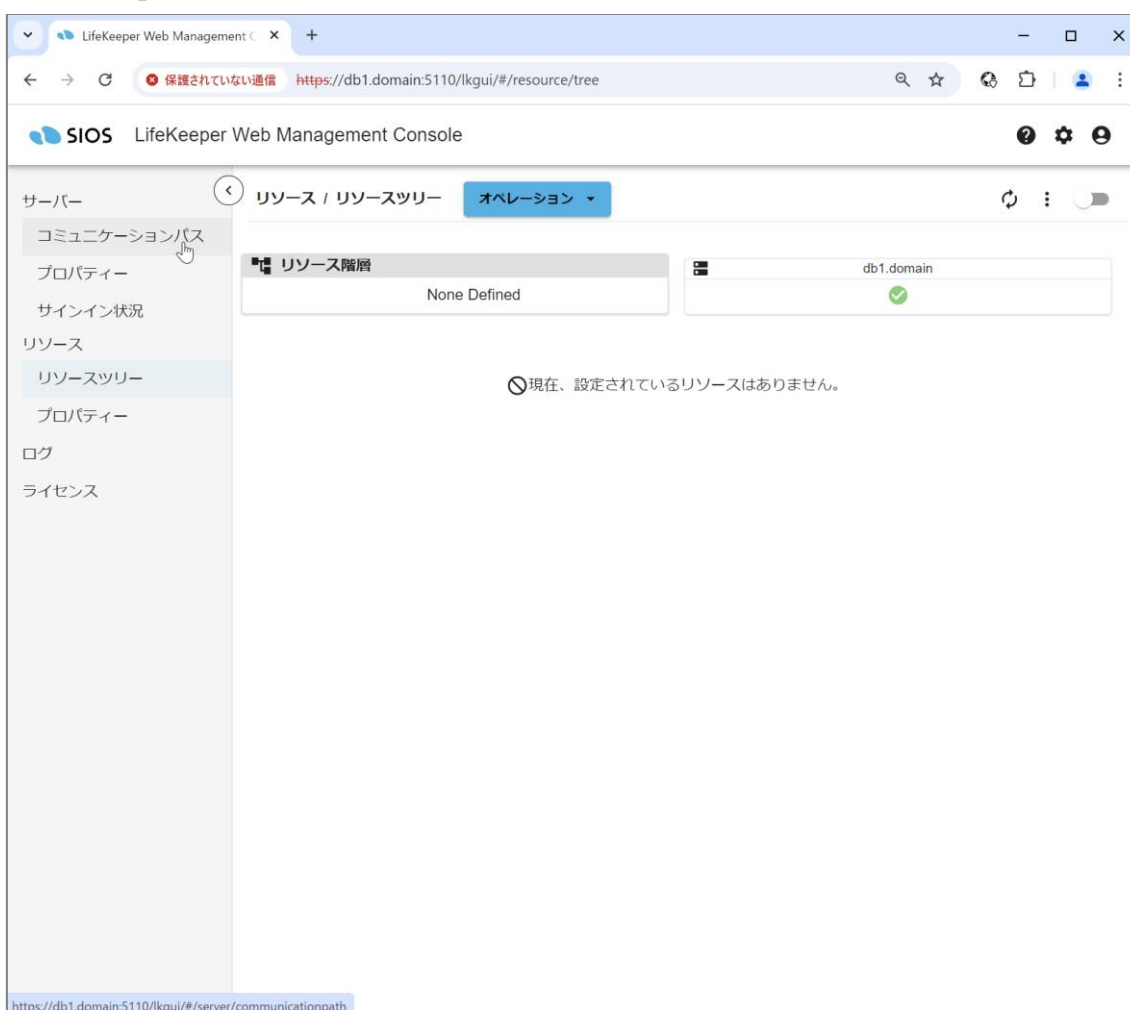 LifeKeeper Web Management C
保護されていない通信 https://db1.domain:5110/lkgui/#/resource/tree
SIOS LifeKeeper Web Management Console
サーバー
コミュニケーションパス
プロパティー
サインイン状況
リソース
リソースツリー
プロパティー
ログ
ライセンス
リソース / リソースツリー オペレーション
リソース階層
None Defined
db1.domain
現在、設定されているリソースはありません。
https://db1.domain:5110/lkgui/#/server/communicationpath